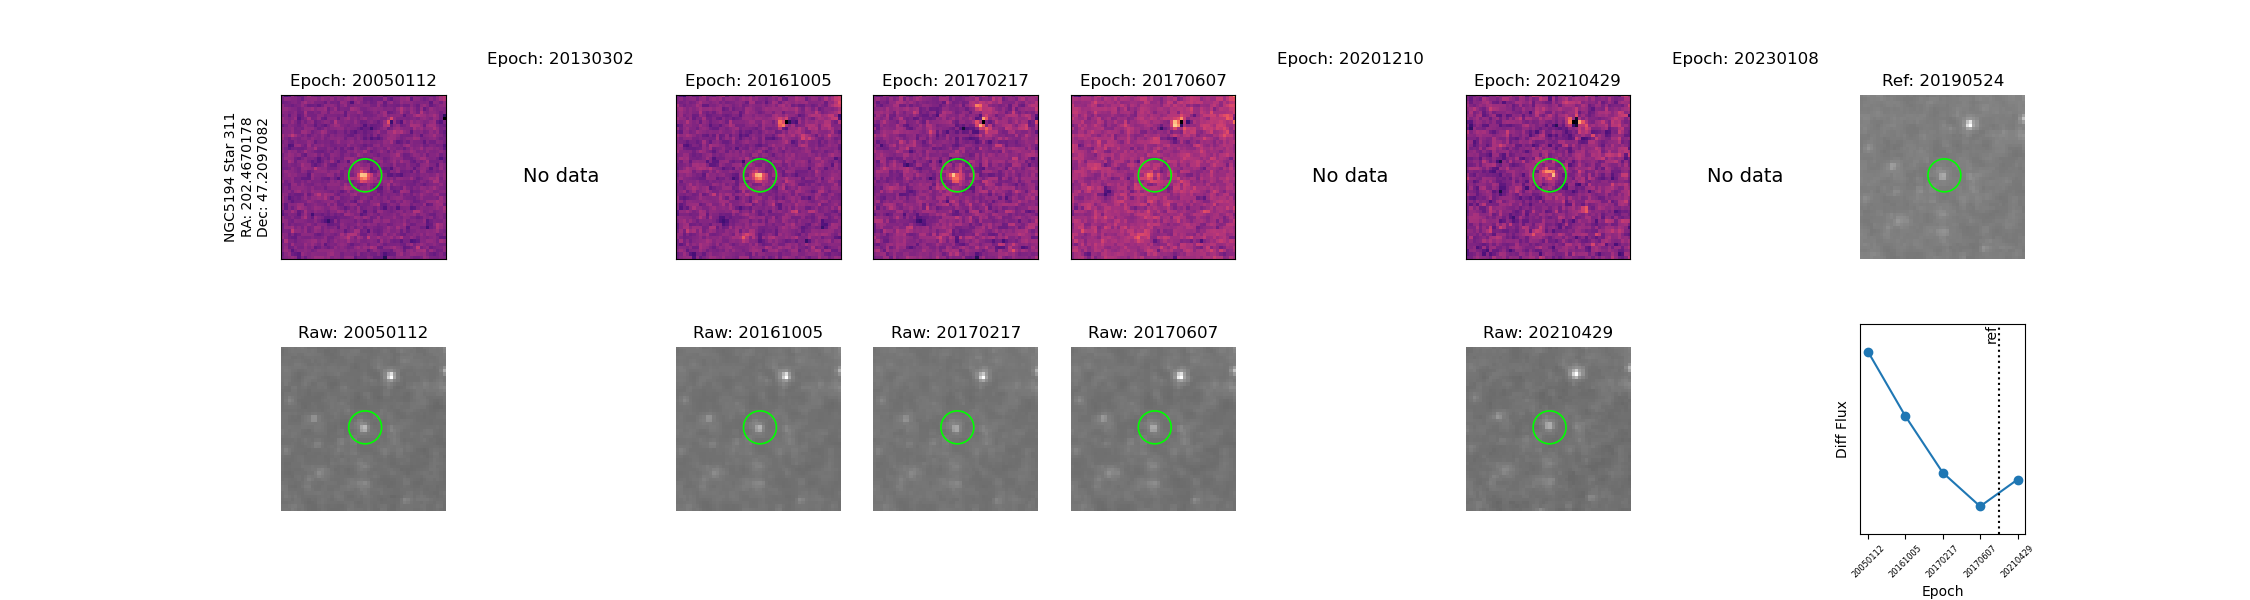 Epoch: 20130302
Epoch: 20201210
Epoch: 20230108
Epoch: 20050112
Epoch: 20161005
Epoch: 20170217
Epoch: 20170607
Epoch: 20210429
Ref: 20190524
NGC5194 Star 311
RA: 202.4670178
Dec: 47.2097082
No data
No data
No data
Raw: 20050112
Raw: 20161005
Raw: 20170217
Raw: 20170607
Raw: 20210429
ref
Diff Flux
20050112
20161005
20170217
20170607
20210429
Epoch